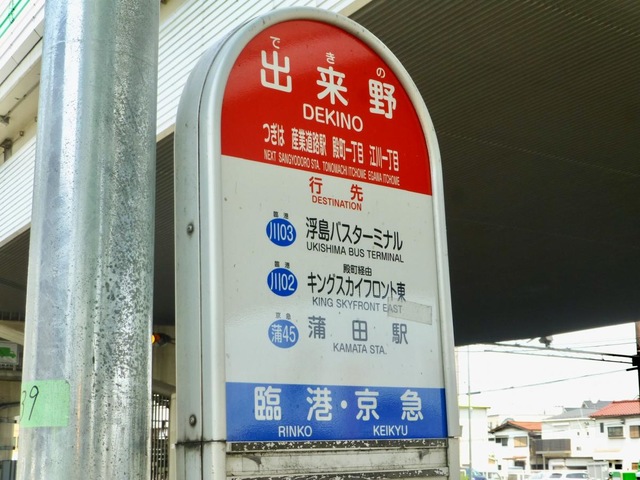 できの
出来野
DEKINO
つぎは 産業道路駅 殿町一丁目 江川一丁目
NEXT SANGYODORO STA. TONOMACHI ITCHOME EGAWA ITCHOME
行先
DESTINATION
臨港
川03 浮島バスターミナル
UKISHIMA BUS TERMINAL
臨港 殿町経由
川02 キングスカイフロント東
KING SKYFRONT EAST
京急
蒲45 蒲田駅
KAMATA STA.
臨港・京急
RINKO KEIKYU
39